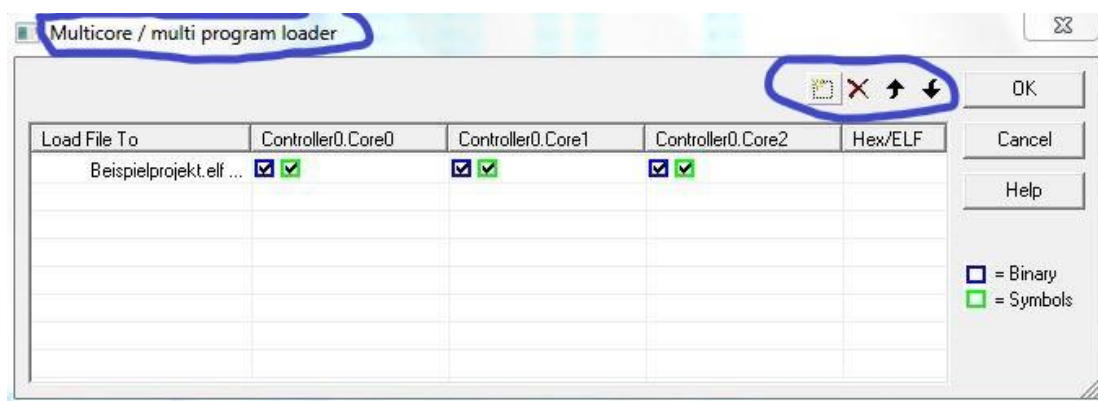 Multicore / multi program loader
OK
Load File To Controller0.Core0 Controller0.Core1 Controller0.Core2 Hex/ELF
Cancel
Beispielprojekt.elf ...
Help
= Binary
= Symbols